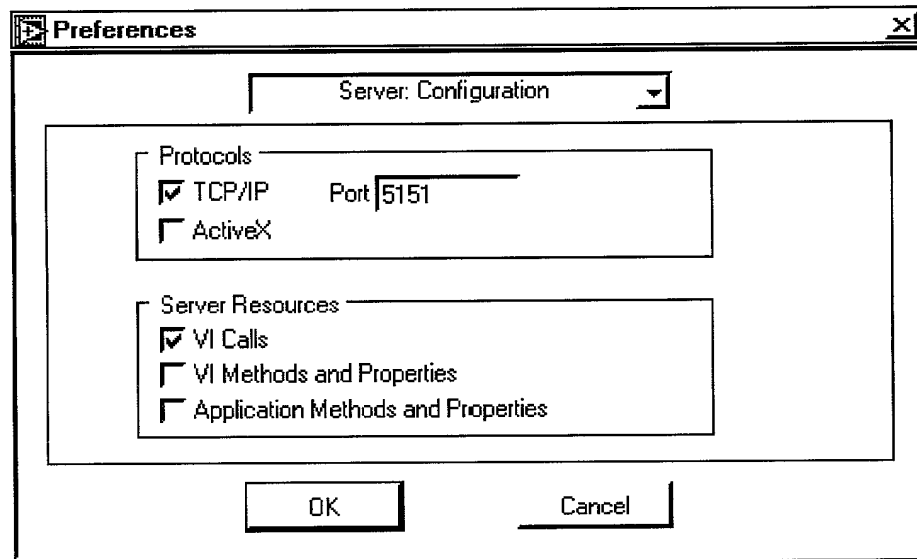 Preferences
Server: Configuration
Protocols
TCP/IP Port 5151
ActiveX
Server Resources
VI Calls
VI Methods and Properties
Application Methods and Properties
OK Cancel